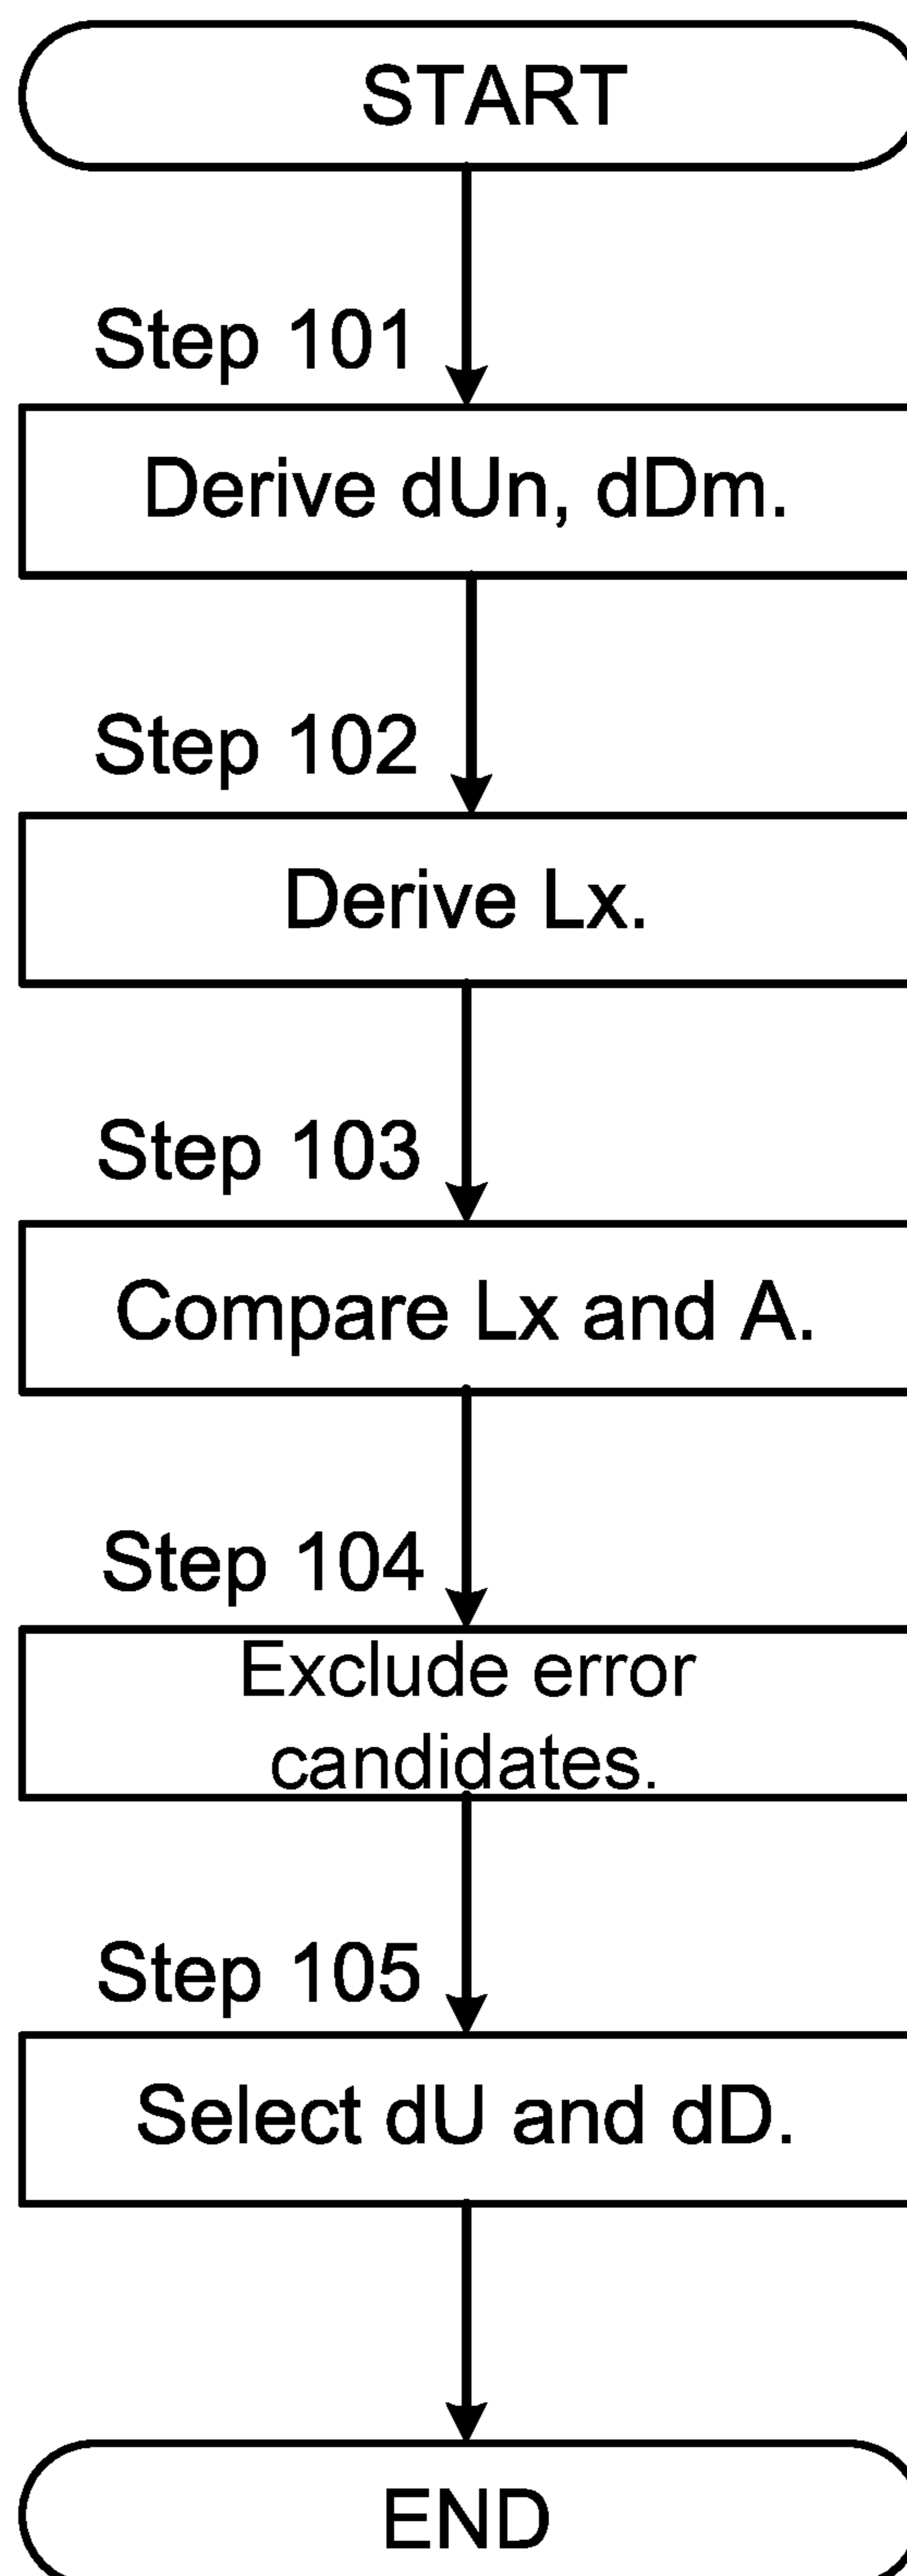 START
Step 101
Derive dUn, dDm.
Step 102
Derive Lx.
Step 103
Compare Lx and A.
Step 104
Exclude error
candidates.
Step 105
Select dU and dD.
END